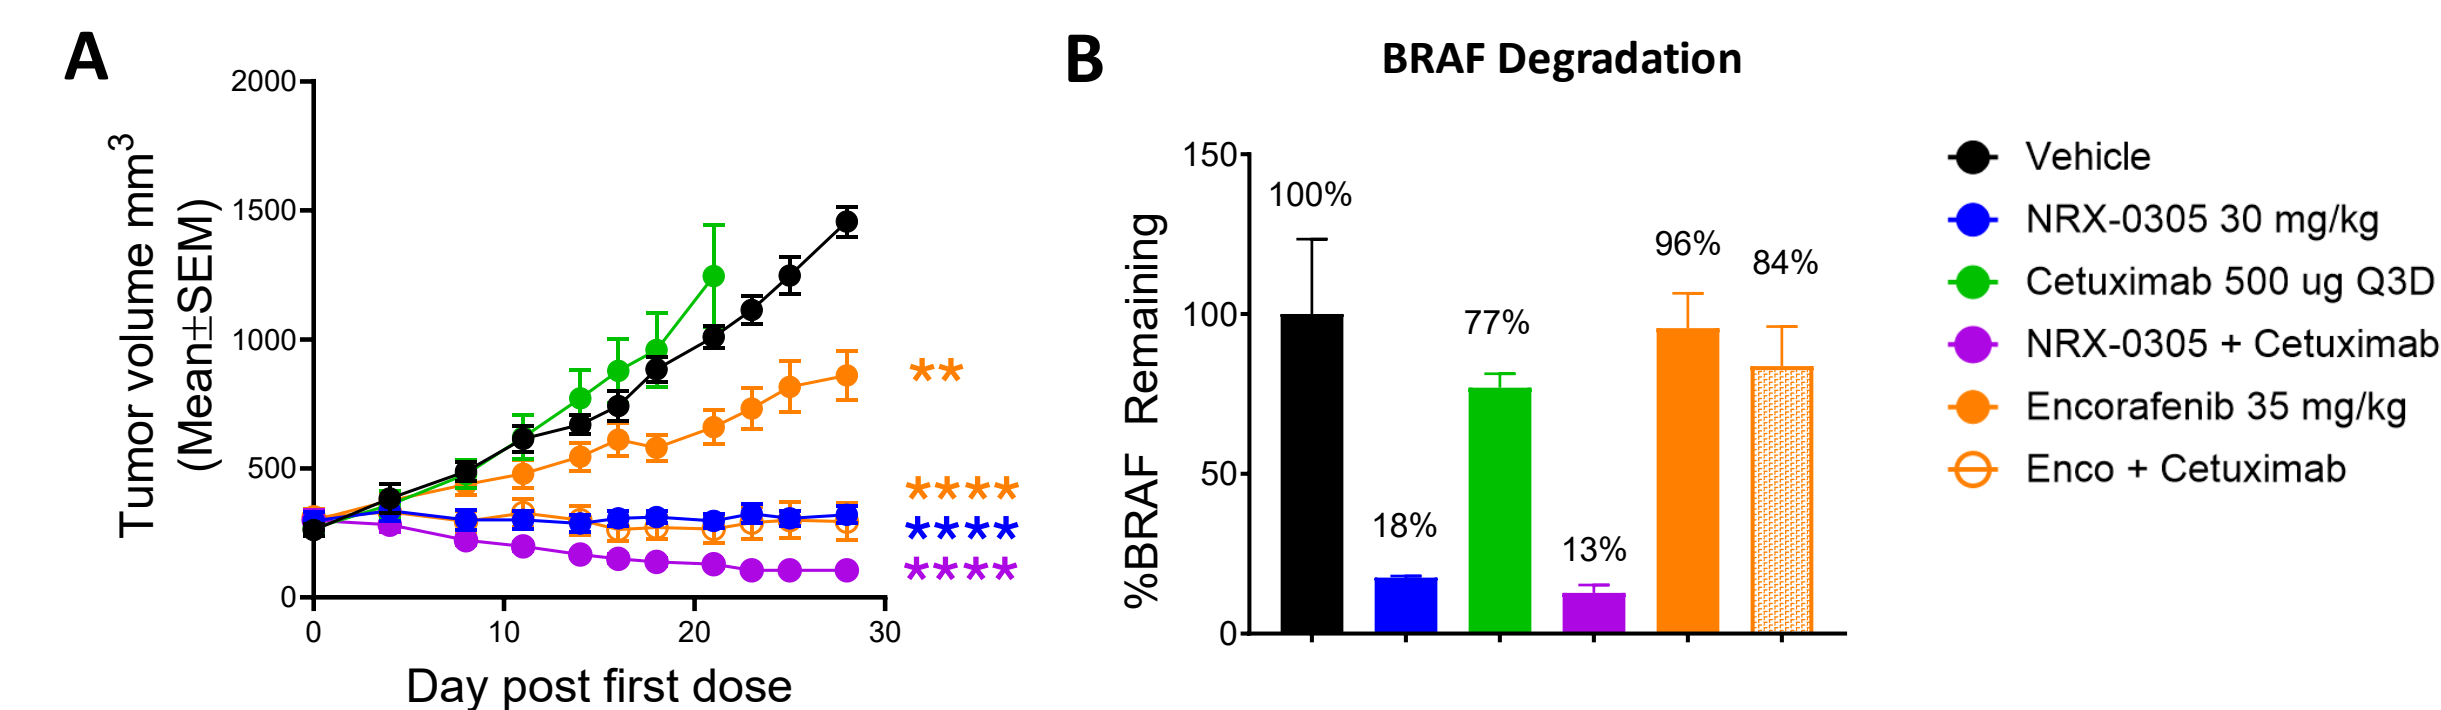 A
2000
1500
1000
500
0
0 10 20 30
Tumor volume mm3
(Mean±SEM)
Day post first dose
**
****
****
****
B
BRAF Degradation
150
100
50
0
%BRAF Remaining
100%
18%
77%
13%
96%
84%
Vehicle
NRX-0305 30 mg/kg
Cetuximab 500 ug Q3D
NRX-0305 + Cetuximab
Encorafenib 35 mg/kg
Enco + Cetuximab